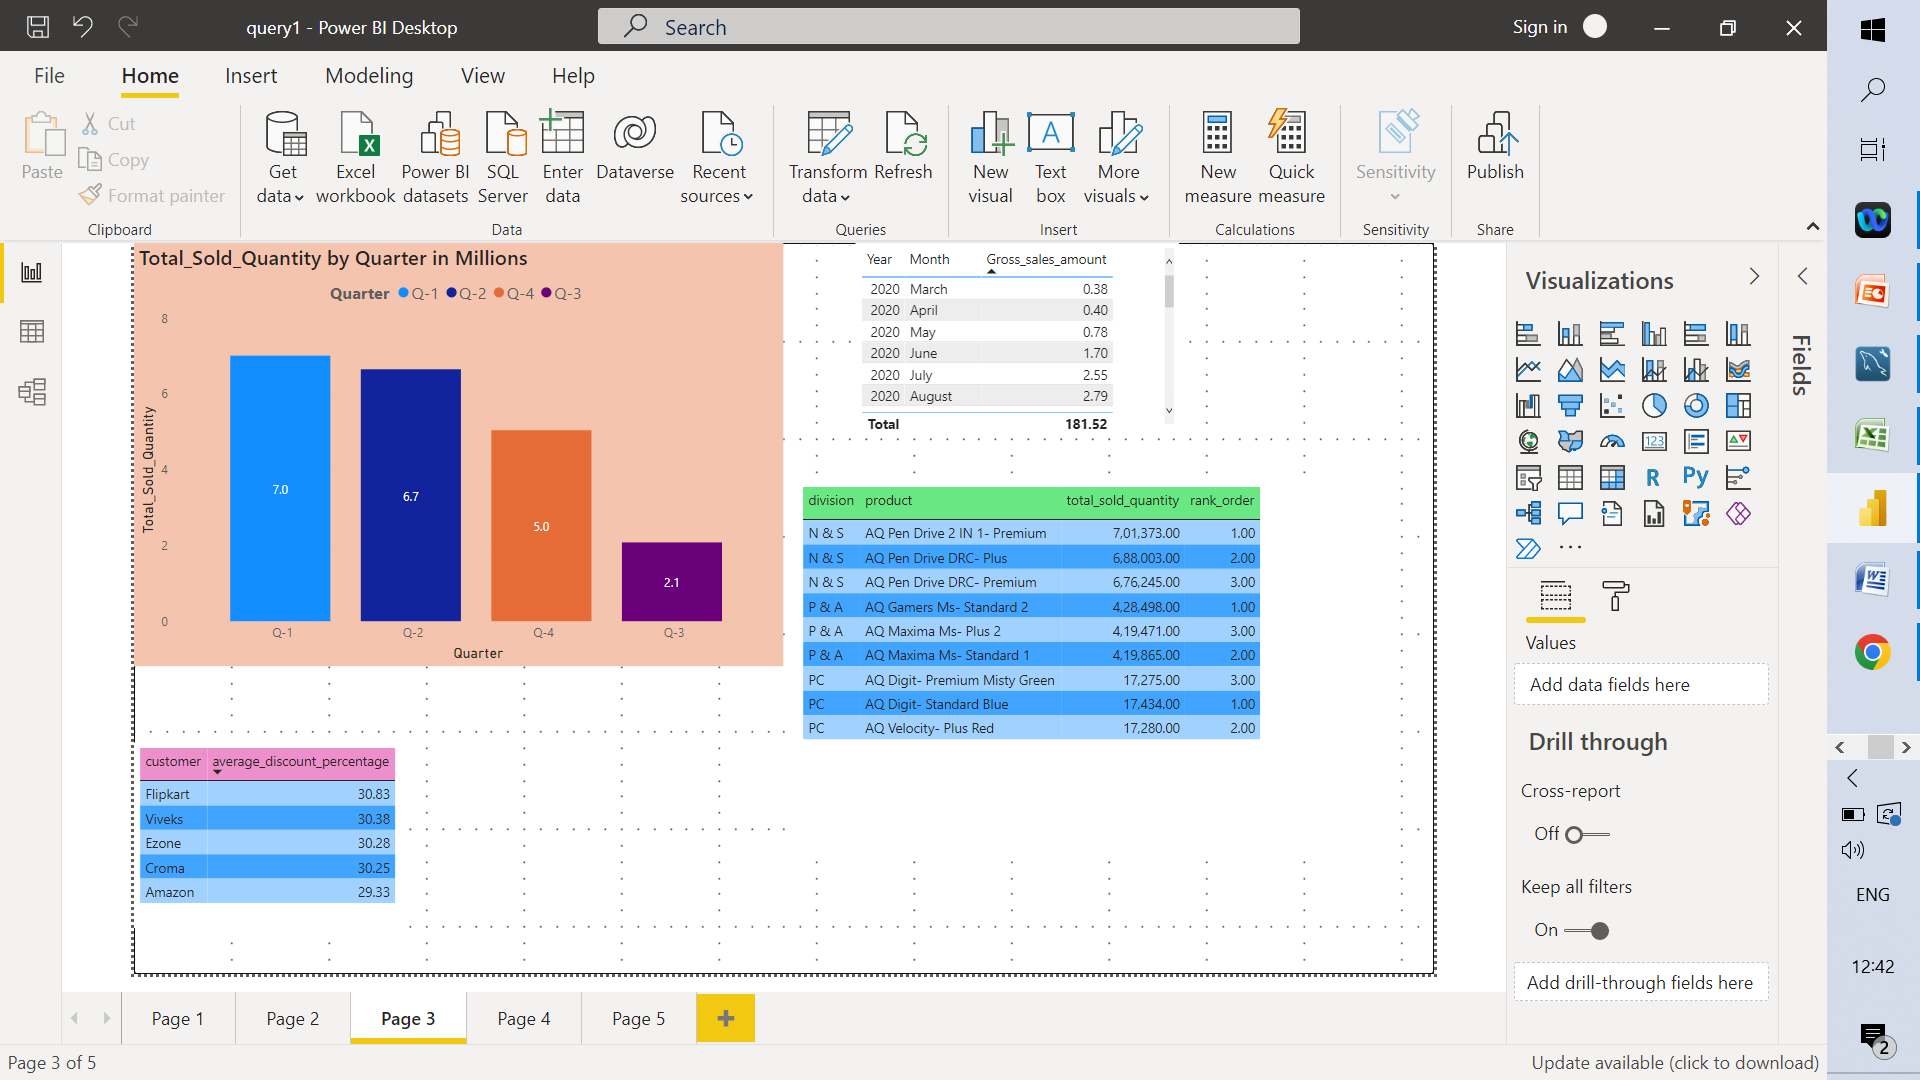 query1 - Power BI Desktop
Search
Sign in
File Home Insert Modeling View Help
Paste
Cut
Copy
Format painter
Clipboard
Get data
Excel workbook
Power BI datasets
SQL Server
Enter data
Dataverse
Recent sources
Data
Transform data
Refresh
Queries
New visual
Text box
More visuals
Insert
New measure
Quick measure
Calculations
Sensitivity
Sensitivity
Publish
Share
Total_Sold_Quantity by Quarter in Millions
Quarter Q-1 Q-2 Q-4 Q-3
Total_Sold_Quantity
8
6
4
2
0
7.0
6.7
5.0
2.1
Q-1 Q-2 Q-4 Q-3
Quarter
Year Month Gross_sales_amount
2020 March 0.38
2020 April 0.40
2020 May 0.78
2020 June 1.70
2020 July 2.55
2020 August 2.79
Total 181.52
division product total_sold_quantity rank_order
N & S AQ Pen Drive 2 IN 1- Premium 7,01,373.00 1.00
N & S AQ Pen Drive DRC- Plus 6,88,003.00 2.00
N & S AQ Pen Drive DRC- Premium 6,76,245.00 3.00
P & A AQ Gamers Ms- Standard 2 4,28,498.00 1.00
P & A AQ Maxima Ms- Plus 2 4,19,471.00 3.00
P & A AQ Maxima Ms- Standard 1 4,19,865.00 2.00
PC AQ Digit- Premium Misty Green 17,275.00 3.00
PC AQ Digit- Standard Blue 17,434.00 1.00
PC AQ Velocity- Plus Red 17,280.00 2.00
customer average_discount_percentage
Flipkart 30.83
Viveks 30.38
Ezone 30.28
Croma 30.25
Amazon 29.33
Visualizations
123
R
Py
Values
Add data fields here
Drill through
Cross-report
Off
Keep all filters
On
Add drill-through fields here
Fields
Page 1 Page 2 Page 3 Page 4 Page 5
Page 3 of 5
Update available (click to download)
ENG
12:42
2